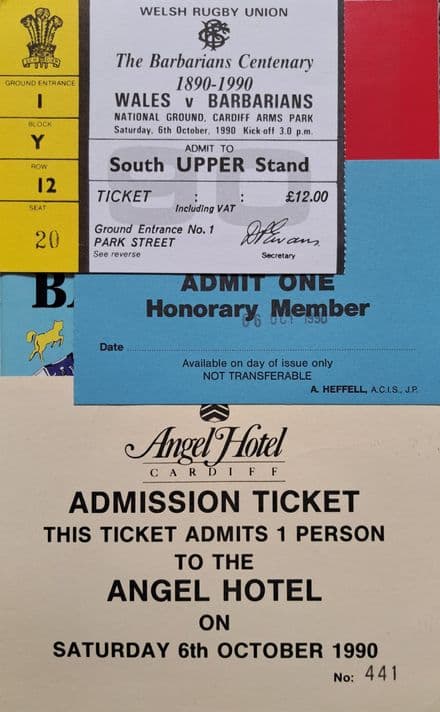 GROUND ENTRANCE
1
BLOCK
Y
ROW
12
SEAT
20
WELSH RUGBY UNION
The Barbarians Centenary
1890-1990
WALES v BARBARIANS
NATIONAL GROUND, CARDIFF ARMS PARK
Saturday, 6th October, 1990 Kick-off 3.0 p.m.
ADMIT TO
South UPPER Stand
90
TICKET : : £12.00
Including VAT
Ground Entrance No. 1
PARK STREET
See reverse
Secretary
ADMIT ONE
Honorary Member
06 OCT 1990
Date
Available on day of issue only
NOT TRANSFERABLE
A. HEFFELL, A.C.I.S., J.P.
Angel Hotel
CARDIFF
ADMISSION TICKET
THIS TICKET ADMITS 1 PERSON
TO THE
ANGEL HOTEL
ON
SATURDAY 6th OCTOBER 1990
No: 441